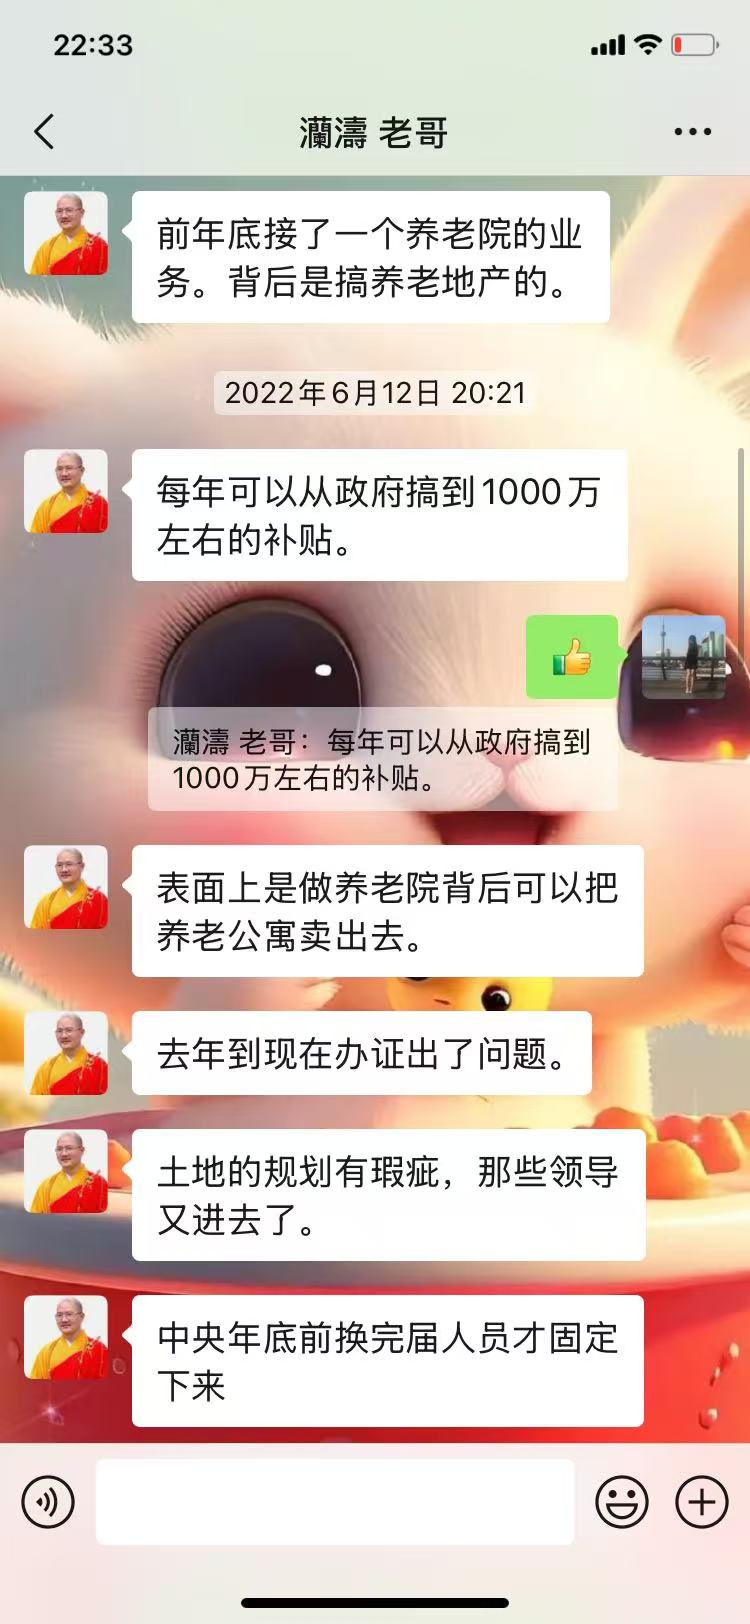 22:33
灡濤 老哥
前年底接了一个养老院的业
务。背后是搞养老地产的。
2022年6月12日 20:21
每年可以从政府搞到1000万
左右的补贴。
灡濤 老哥：每年可以从政府搞到
1000万左右的补贴。
表面上是做养老院背后可以把
养老公寓卖出去。
去年到现在办证出了问题。
土地的规划有瑕疵，那些领导
又进去了。
中央年底前换完届人员才固定
下来